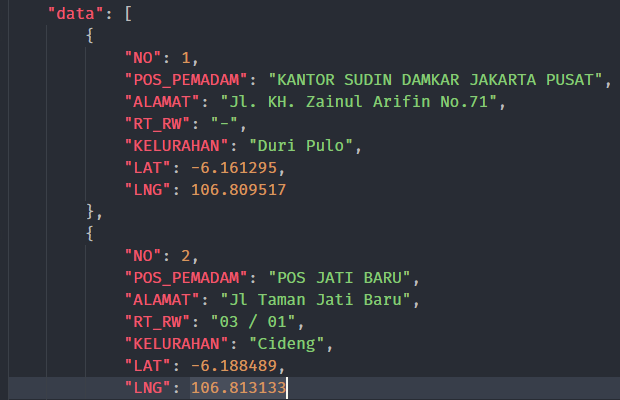 "data": [
{
"NO": 1,
"POS_PEMADAM": "KANTOR SUDIN DAMKAR JAKARTA PUSAT",
"ALAMAT": "Jl. KH. Zainul Arifin No.71",
"RT_RW": "-",
"KELURAHAN": "Duri Pulo",
"LAT": -6.161295,
"LNG": 106.809517
},
{
"NO": 2,
"POS_PEMADAM": "POS JATI BARU",
"ALAMAT": "Jl Taman Jati Baru",
"RT_RW": "03 / 01",
"KELURAHAN": "Cideng",
"LAT": -6.188489,
"LNG": 106.813133